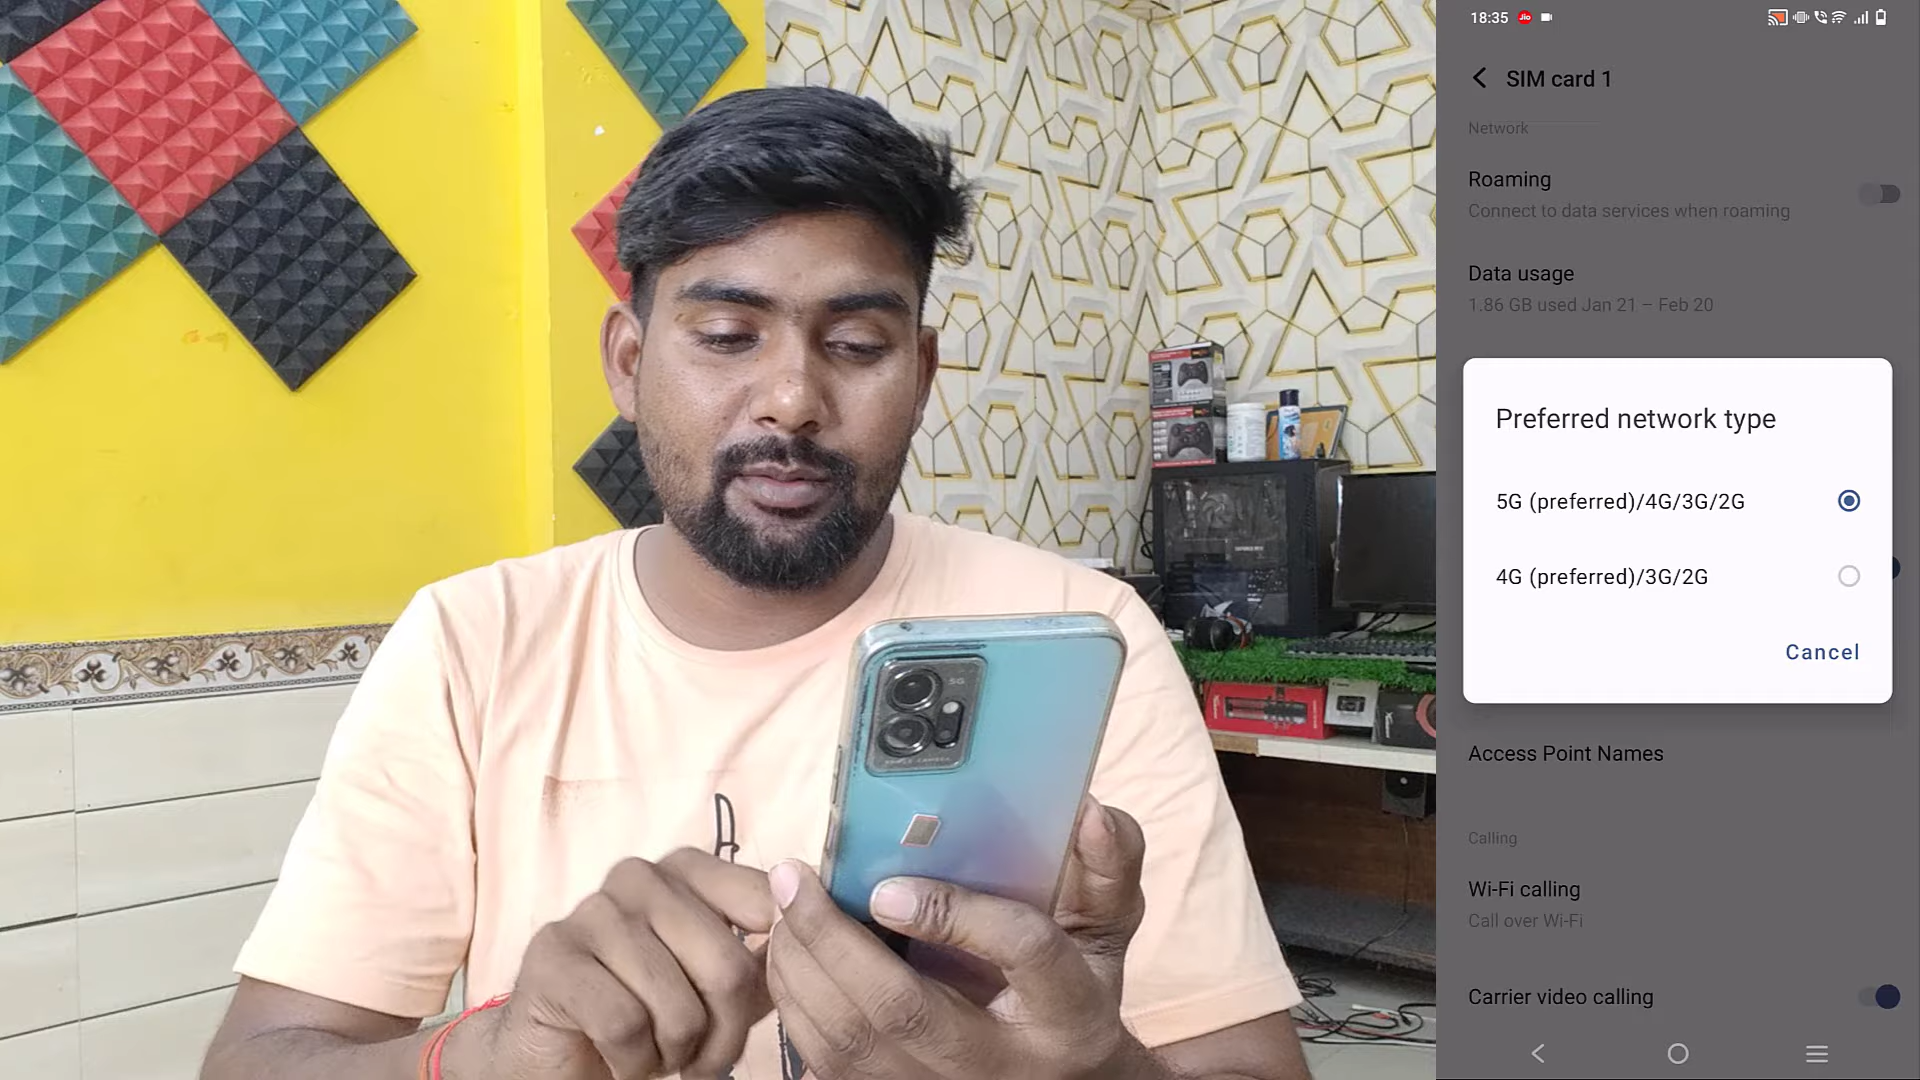 18:35 Jio
SIM card 1
Network
Roaming
Connect to data services when roaming
Data usage
1.86 GB used Jan 21 – Feb 20
Preferred network type
5G (preferred)/4G/3G/2G
4G (preferred)/3G/2G
Cancel
Access Point Names
Calling
Wi-Fi calling
Call over Wi-Fi
Carrier video calling
5G